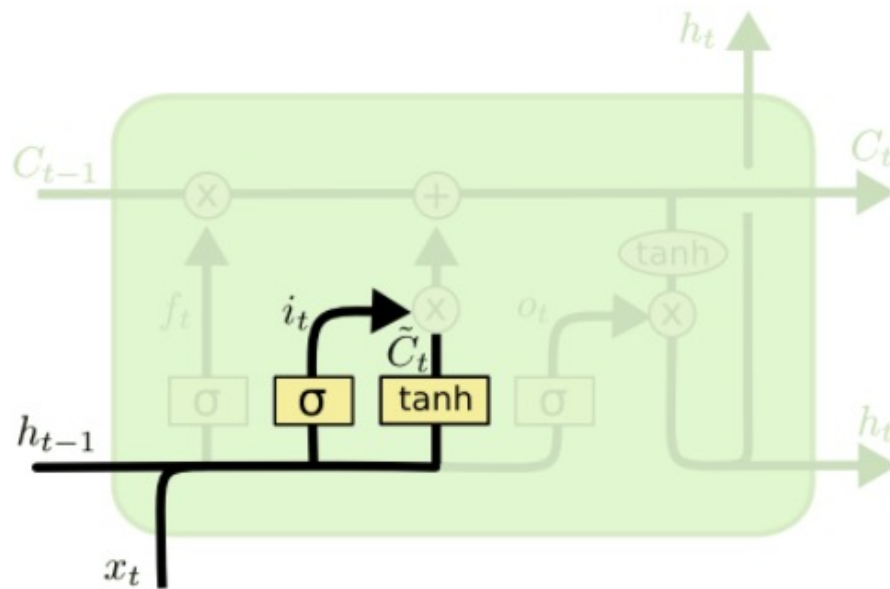 h_t
C_{t-1} C_t
x +
tanh
f_t i_t x o_t x
C̃_t
σ σ tanh σ
h_{t-1} h_t
x_t